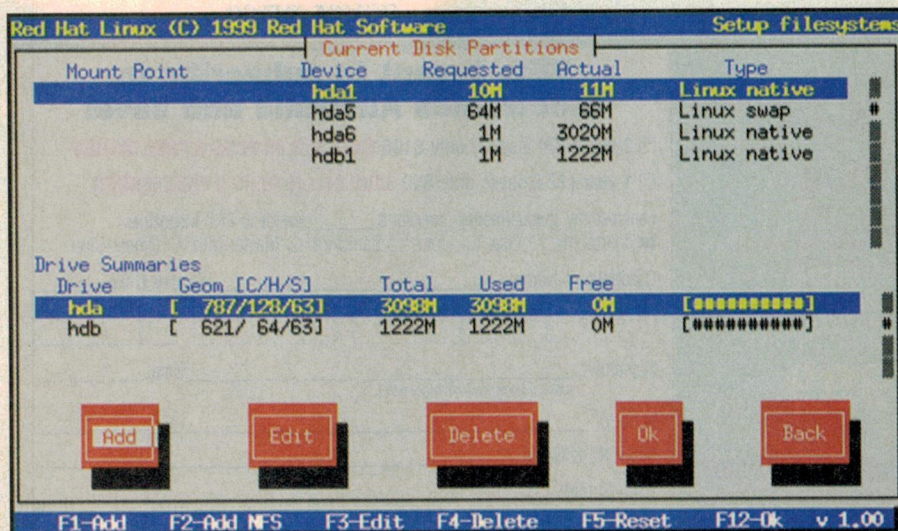 Red Hat Linux (C) 1999 Red Hat Software Setup filesystems
Current Disk Partitions
Mount Point Device Requested Actual Type
hda1 10M 11M Linux native
hda5 64M 66M Linux swap #
hda6 1M 3020M Linux native
hdb1 1M 1222M Linux native
Drive Summaries
Drive Geom [C/H/S] Total Used Free
hda [ 787/128/63] 3098M 3098M 0M [##########]
hdb [ 621/ 64/63] 1222M 1222M 0M [##########] #
Add Edit Delete Ok Back
F1-Add F2-Add NFS F3-Edit F4-Delete F5-Reset F12-Ok v 1.00